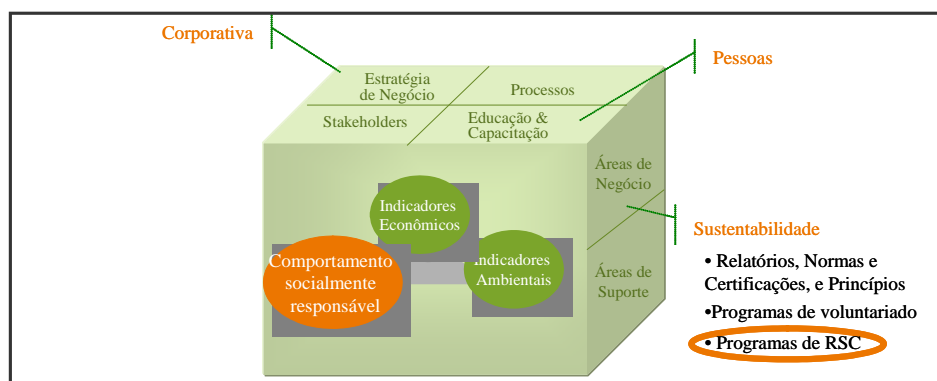 Corporativa
Pessoas
Estratégia
de Negócio
Processos
Stakeholders
Educação &
Capacitação
Áreas de
Negócio
Indicadores
Econômicos
Sustentabilidade
Comportamento
socialmente
responsável
Indicadores
Ambientais
Áreas de
Suporte
• Relatórios, Normas e
Certificações, e Princípios
•Programas de voluntariado
• Programas de RSC